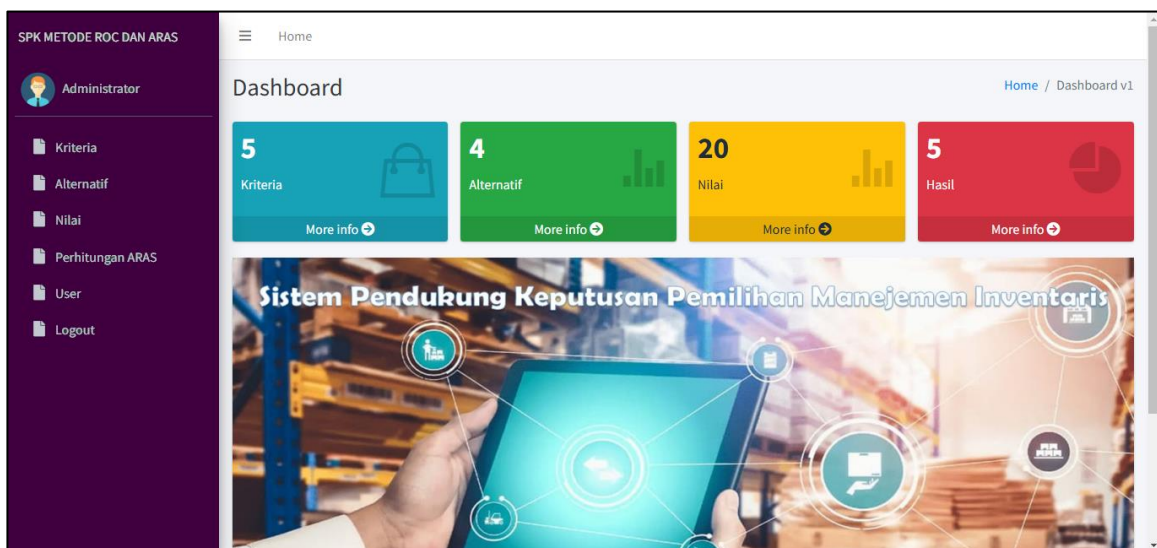 SPK METODE ROC DAN ARAS
Home
Administrator
Dashboard
Home / Dashboard v1
Kriteria
Alternatif
Nilai
Perhitungan ARAS
User
Logout
5
Kriteria
More info
4
Alternatif
More info
20
Nilai
More info
5
Hasil
More info
Sistem Pendukung Keputusan Pemilihan Manejemen Inventaris